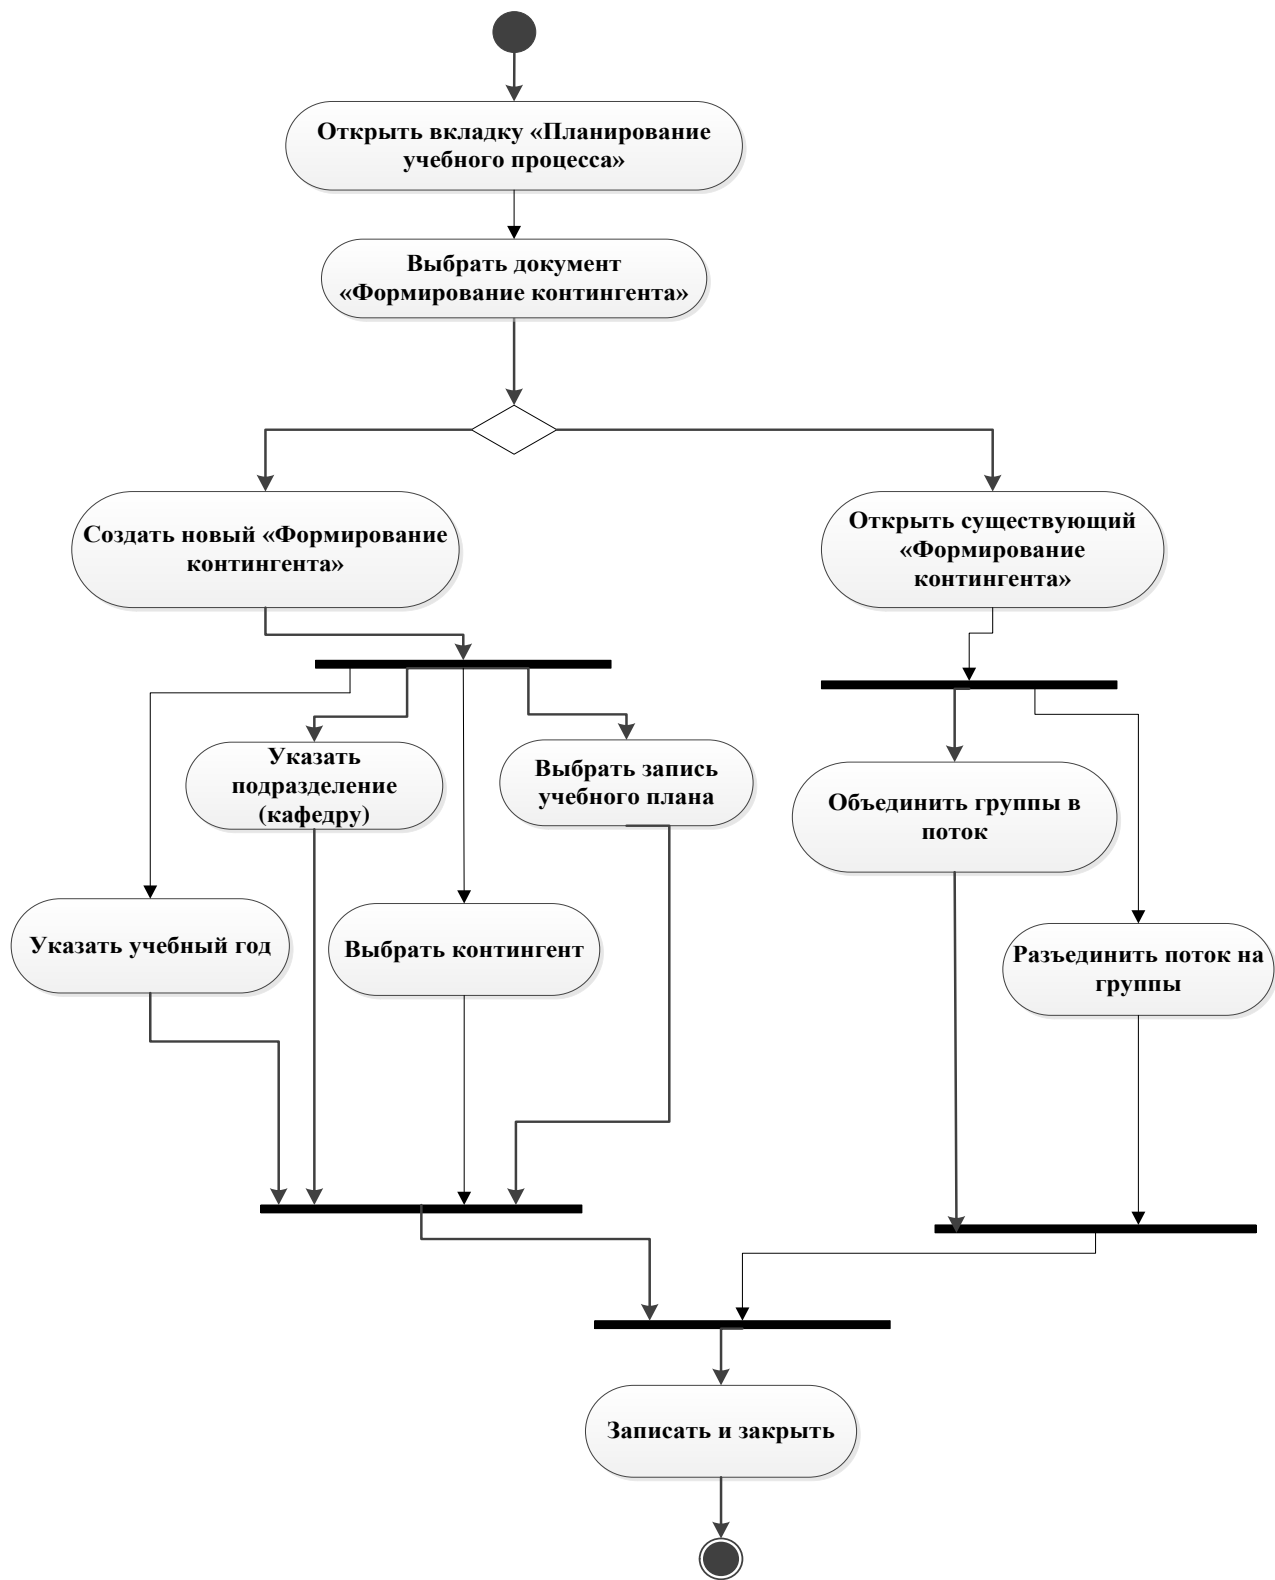 Открыть вкладку «Планирование
учебного процесса»
Выбрать документ
«Формирование контингента»
Создать новый «Формирование
контингента»
Открыть существующий
«Формирование
контингента»
Указать
подразделение
(кафедру)
Выбрать запись
учебного плана
Объединить группы в
поток
Указать учебный год
Выбрать контингент
Разъединить поток на
группы
Записать и закрыть